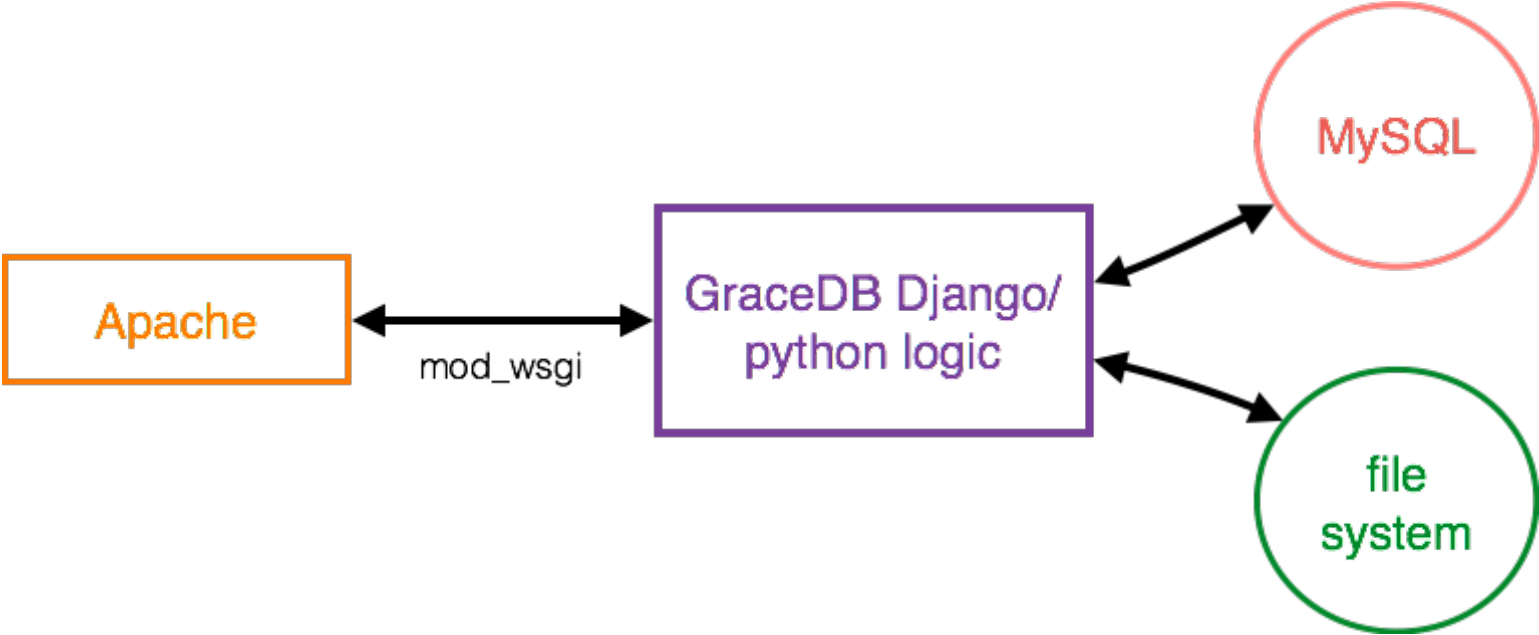 Apache
mod_wsgi
GraceDB Django/
python logic
MySQL
file
system